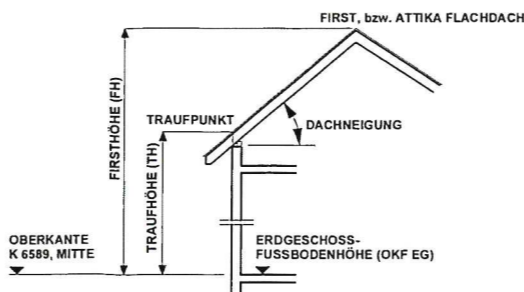 FIRST, bzw. ATTIKA FLACHDACH
FIRSTHÖHE (FH)
TRAUFPUNKT
DACHNEIGUNG
TRAUFHÖHE (TH)
OBERKANTE
K 6589, MITTE
ERDGESCHOSS-
FUSSBODENHÖHE (OKF EG)